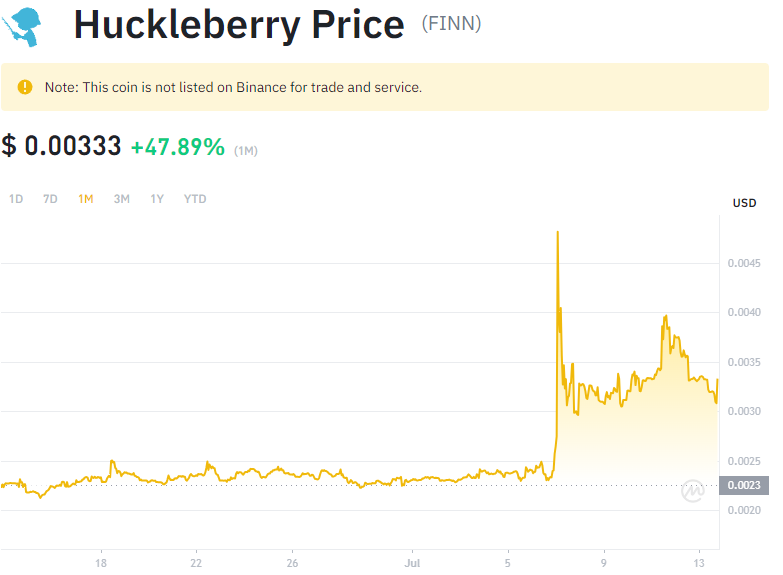 Huckleberry Price (FINN)
Note: This coin is not listed on Binance for trade and service.
$ 0.00333 +47.89% (1M)
1D 7D 1M 3M 1Y YTD
USD
0.0045
0.0040
0.0035
0.0030
0.0025
0.0023
0.0020
18 22 26 Jul 5 9 13